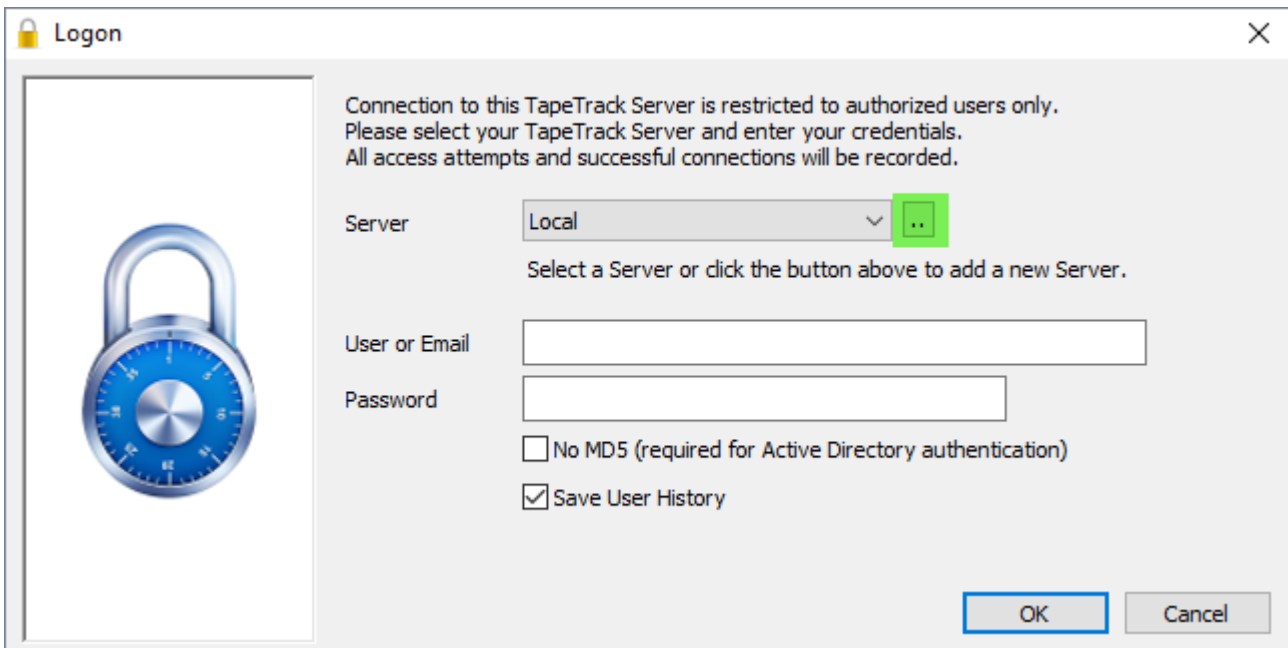 Logon
Connection to this TapeTrack Server is restricted to authorized users only.
Please select your TapeTrack Server and enter your credentials.
All access attempts and successful connections will be recorded.
Server Local ..
Select a Server or click the button above to add a new Server.
User or Email
Password
No MD5 (required for Active Directory authentication)
Save User History
OK Cancel